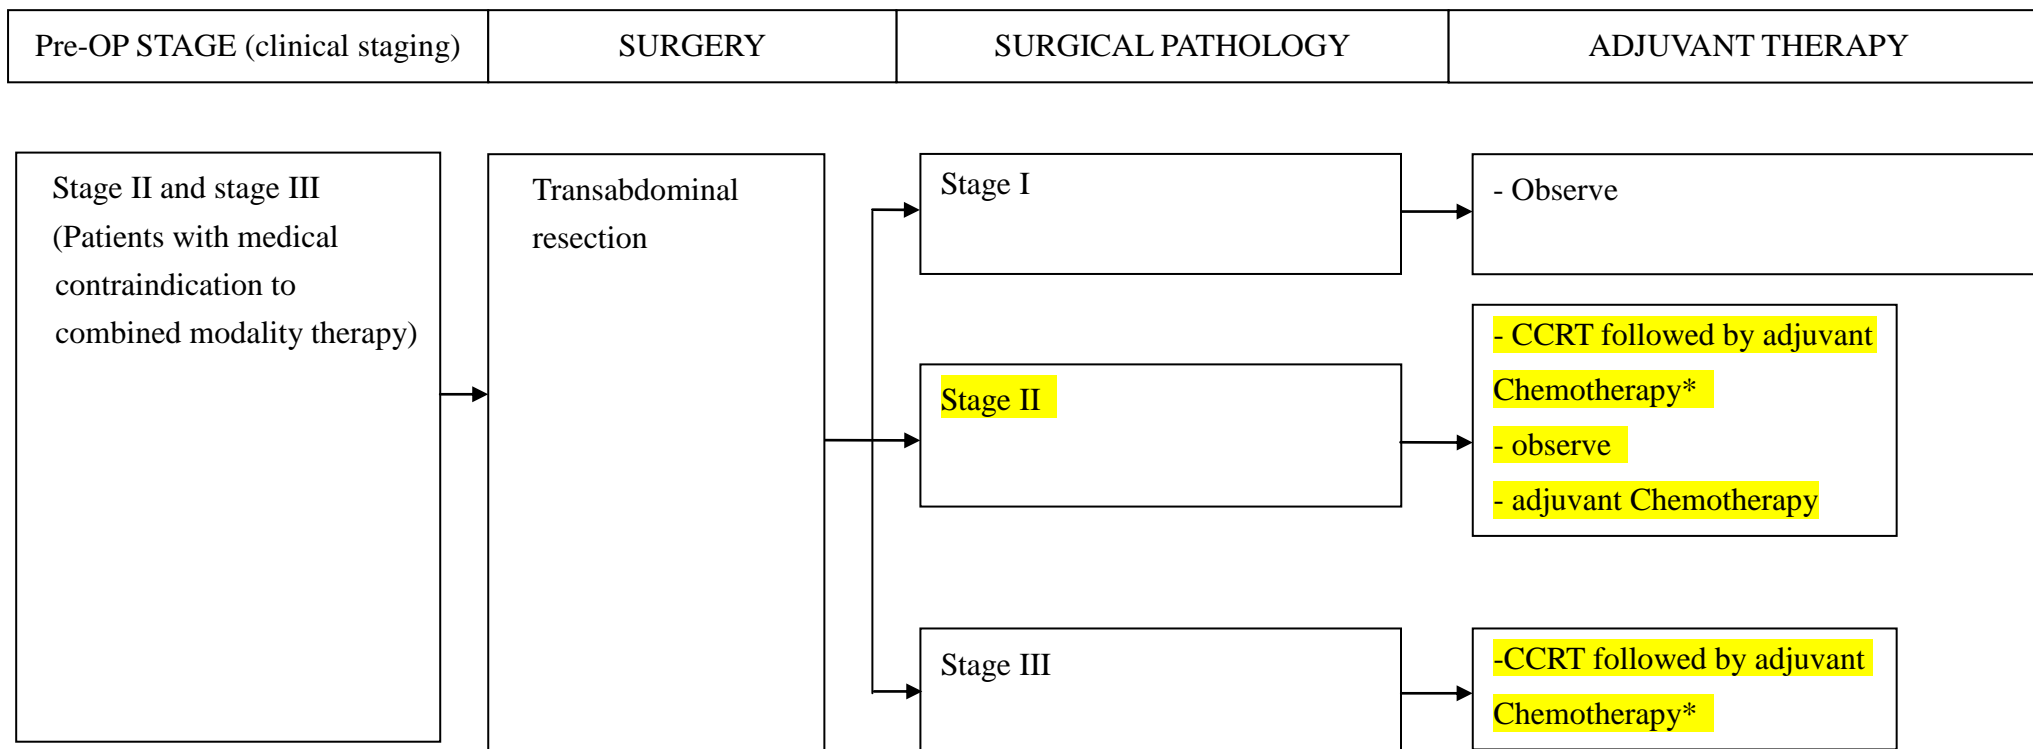 Pre-OP STAGE (clinical staging)
SURGERY
SURGICAL PATHOLOGY
ADJUVANT THERAPY
Stage II and stage III
(Patients with medical
contraindication to
combined modality therapy)
Transabdominal
resection
Stage I
- Observe
Stage II
- CCRT followed by adjuvant
Chemotherapy*
- observe
- adjuvant Chemotherapy
Stage III
-CCRT followed by adjuvant
Chemotherapy*